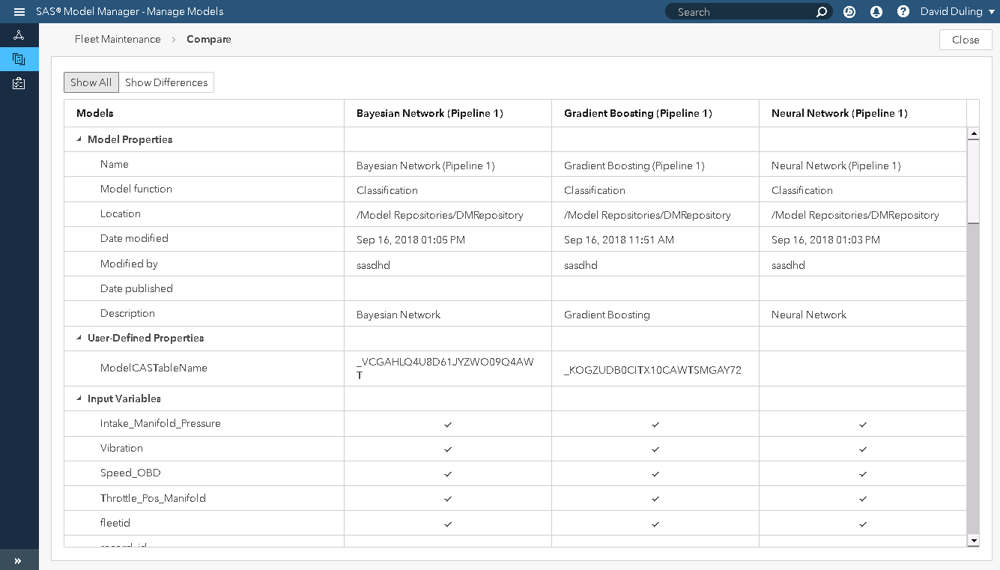 SAS® Model Manager - Manage Models
Search
David Duling
Fleet Maintenance > Compare
Close
Show All Show Differences
Models Bayesian Network (Pipeline 1) Gradient Boosting (Pipeline 1) Neural Network (Pipeline 1)
Model Properties
Name Bayesian Network (Pipeline 1) Gradient Boosting (Pipeline 1) Neural Network (Pipeline 1)
Model function Classification Classification Classification
Location /Model Repositories/DMRepository /Model Repositories/DMRepository /Model Repositories/DMRepository
Date modified Sep 16, 2018 01:05 PM Sep 16, 2018 11:51 AM Sep 16, 2018 01:03 PM
Modified by sasdhd sasdhd sasdhd
Date published
Description Bayesian Network Gradient Boosting Neural Network
User-Defined Properties
ModelCASTableName _VCGAHLQ4U8D61JYZWO09Q4AW
T _KOGZUDB0CITX10CAWTSMGAY72
Input Variables
Intake_Manifold_Pressure ✓ ✓ ✓
Vibration ✓ ✓ ✓
Speed_OBD ✓ ✓ ✓
Throttle_Pos_Manifold ✓ ✓ ✓
fleetid ✓ ✓ ✓